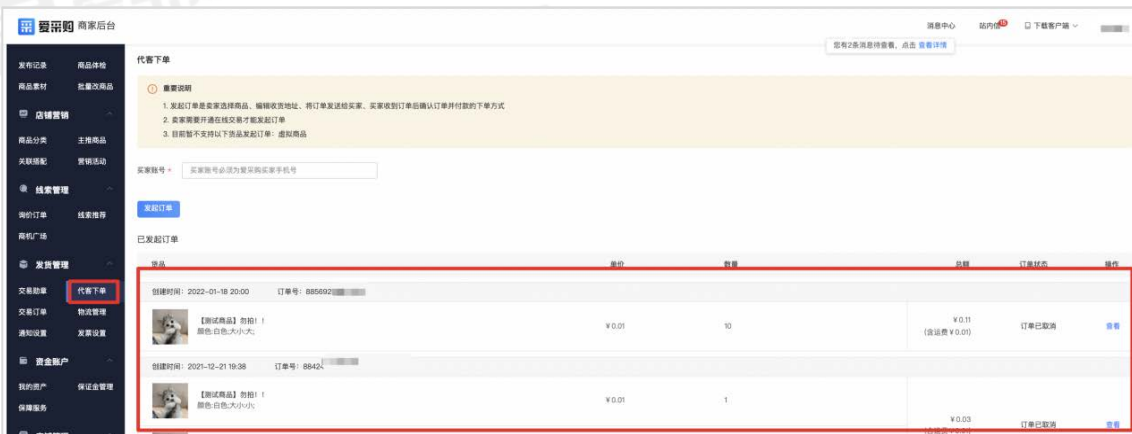 爱采购 商家后台
消息中心 站内信 下载客户端
您有2条消息待查看，点击 查看详情
发布记录 商品体检
商品素材 批量改商品
店铺营销
商品分类 主推商品
关联搭配 营销活动
线索管理
询价订单 线索推荐
商机广场
发货管理
交易勋章 代客下单
交易订单 物流管理
通知设置 发票设置
资金账户
我的资产 保证金管理
保障服务
代客下单
重要说明
1. 发起订单是卖家选择商品、编辑收货地址、将订单发送给买家、买家收到订单后确认订单并付款的下单方式
2. 卖家需要开通在线交易才能发起订单
3. 目前暂不支持以下货品发起订单：虚拟商品
买家账号 * 买家账号必须为爱采购买家手机号
发起订单
已发起订单
货品 单价 数量 总额 订单状态 操作
创建时间：2022-01-18 20:00 订单号：885692
【测试商品】勿拍！！
颜色:白色;大小:大;
¥ 0.01 10 ¥ 0.11 订单已取消 查看
(含运费 ¥ 0.01)
创建时间：2021-12-21 19:38 订单号：8842
【测试商品】勿拍！！
颜色:白色;大小:小;
¥ 0.01 1 ¥ 0.03 订单已取消 查看